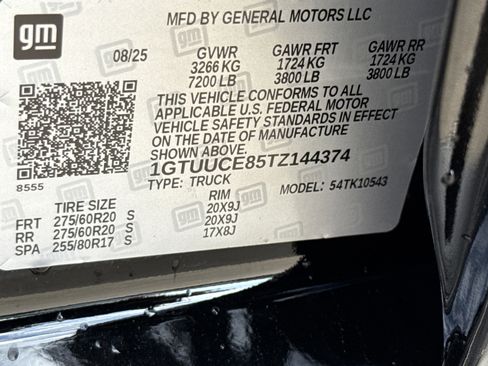 gm
MFD BY GENERAL MOTORS LLC
08/25 GVWR GAWR FRT GAWR RR
3266 KG 1724 KG 1724 KG
7200 LB 3800 LB 3800 LB
THIS VEHICLE CONFORMS TO ALL
APPLICABLE U.S. FEDERAL MOTOR
VEHICLE SAFETY STANDARDS IN EFFECT
ON THE DATE OF MANUFACTURE
SHOWN ABOVE.
8555
1GTUUCE85TZ144374
TYPE: TRUCK MODEL: 54TK10543
TIRE SIZE RIM
FRT 275/60R20 S 20X9J
RR 275/60R20 S 20X9J
SPA 255/80R17 S 17X8J